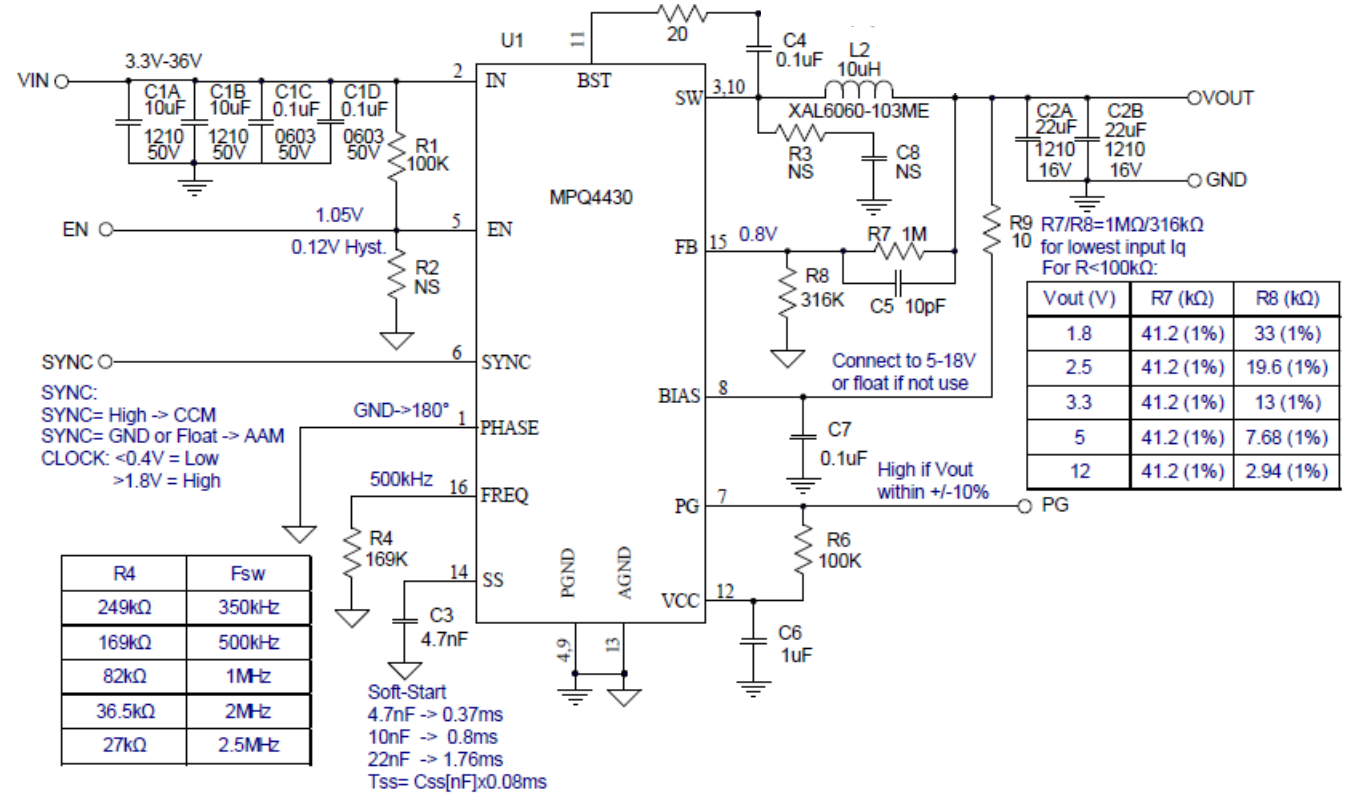 20
11
U1
C4
0.1uF
L2
10uH
3.3V-36V
VIN
2
IN
BST
SW
3,10
VOUT
C1A
10uF
1210
50V
C1B
10uF
1210
50V
C1C
0.1uF
0603
50V
C1D
0.1uF
0603
50V
R1
100K
XAL6060-103ME
R3
NS
C8
NS
C2A
22uF
1210
16V
C2B
22uF
1210
16V
GND
MPQ4430
EN
1.05V
0.12V Hyst.
5
EN
R2
NS
FB
15
0.8V
R7 1M
R8
316K
C5 10pF
R9
10
R7/R8=1MΩ/316kΩ
for lowest input Iq
For R<100kΩ:
Vout (V) R7 (kΩ) R8 (kΩ)
1.8 41.2 (1%) 33 (1%)
2.5 41.2 (1%) 19.6 (1%)
3.3 41.2 (1%) 13 (1%)
5 41.2 (1%) 7.68 (1%)
12 41.2 (1%) 2.94 (1%)
SYNC
6
SYNC
SYNC:
SYNC= High -> CCM
SYNC= GND or Float -> AAM
CLOCK: <0.4V = Low
>1.8V = High
GND->180°
1
PHASE
Connect to 5-18V
or float if not use
BIAS
8
C7
0.1uF
500kHz
16
FREQ
R4
169K
High if Vout
within +/-10%
PG
7
PG
R6
100K
14
SS
C3
4.7nF
PGND
AGND
4,9
13
VCC
12
C6
1uF
R4 Fsw
249kΩ 350kHz
169kΩ 500kHz
82kΩ 1MHz
36.5kΩ 2MHz
27kΩ 2.5MHz
Soft-Start
4.7nF -> 0.37ms
10nF -> 0.8ms
22nF -> 1.76ms
Tss= Css[nF]x0.08ms